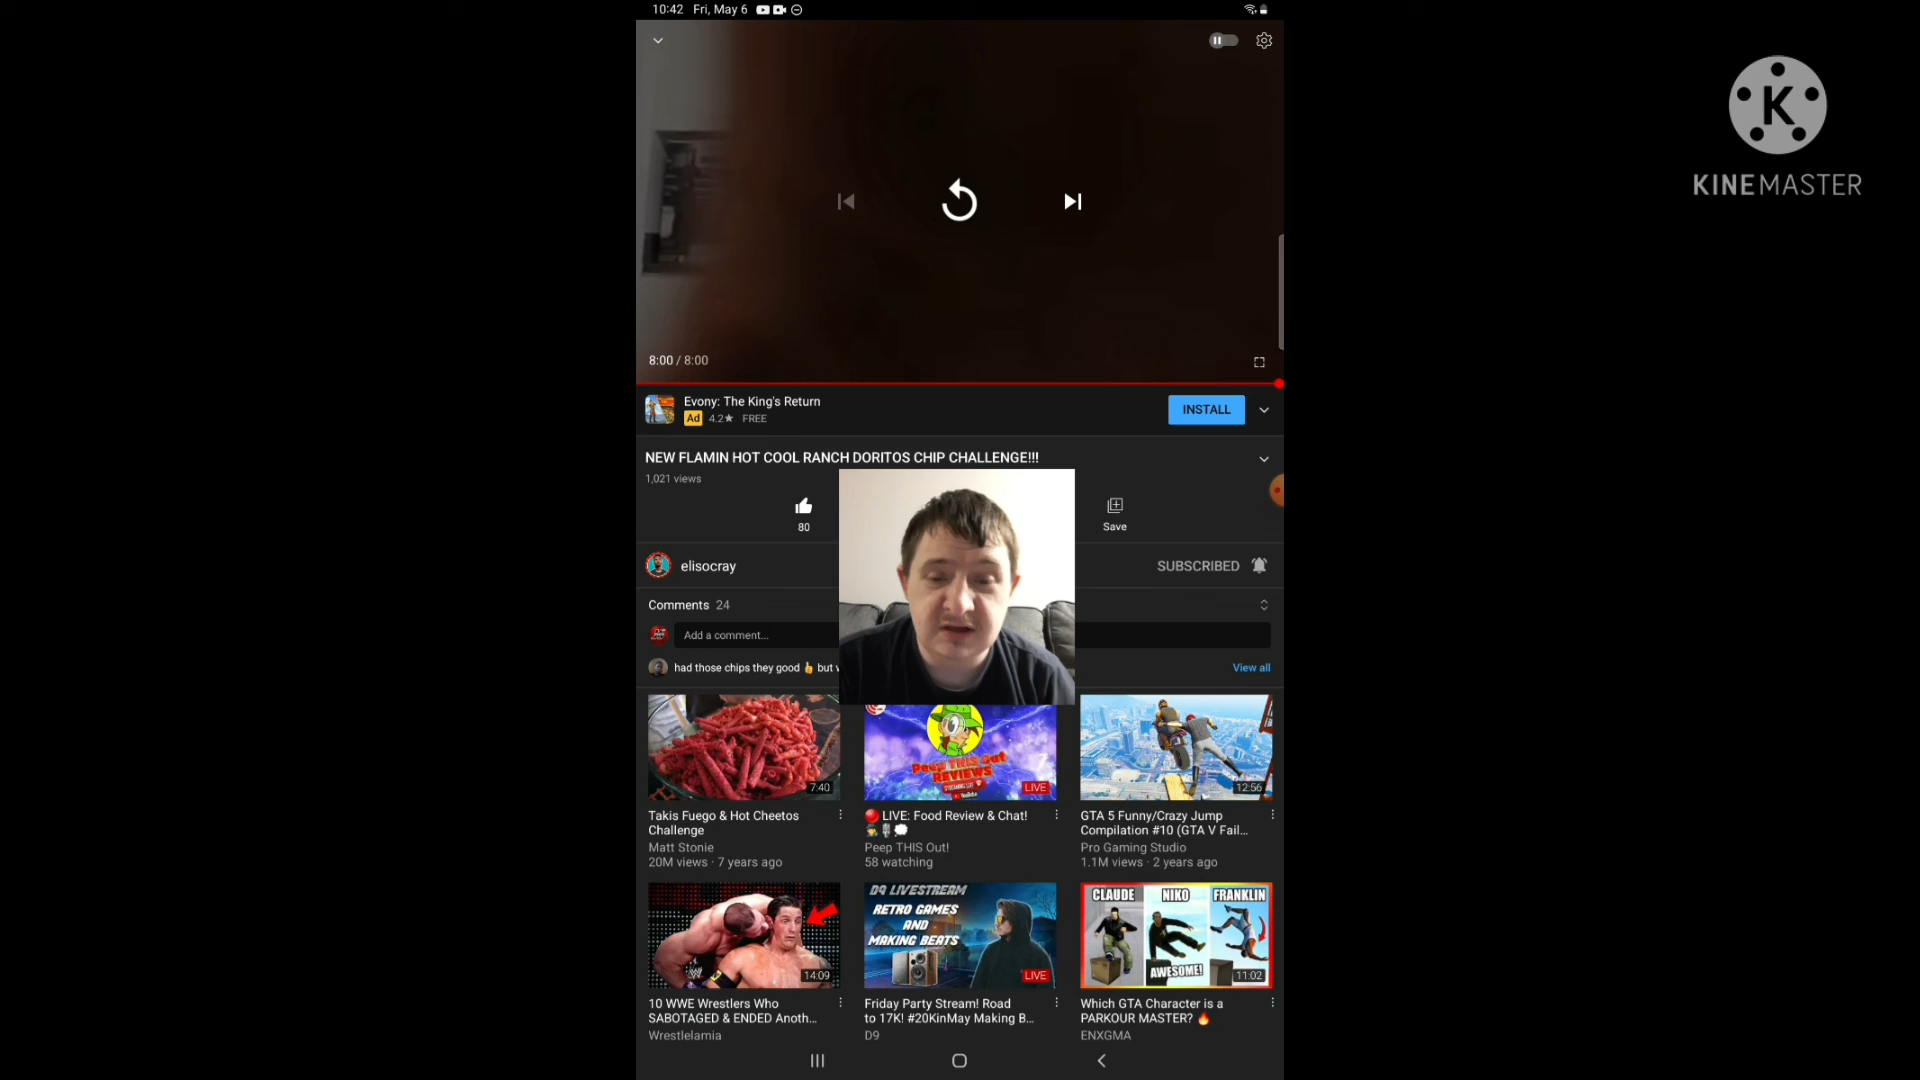 10:42 Fri, May 6
KINEMASTER
8:00 / 8:00
Evony: The King's Return
Ad 4.2★ FREE
INSTALL
NEW FLAMIN HOT COOL RANCH DORITOS CHIP CHALLENGE!!!
1,021 views
80
Save
elisocray
SUBSCRIBED
Comments 24
Add a comment...
had those chips they good 👍 but
View all
7:40
Peep THIS Out
REVIEWS
LIVE
12:56
Takis Fuego & Hot Cheetos
Challenge
Matt Stonie
20M views · 7 years ago
🔴 LIVE: Food Review & Chat!
Peep THIS Out!
58 watching
GTA 5 Funny/Crazy Jump
Compilation #10 (GTA V Fail...
Pro Gaming Studio
1.1M views · 2 years ago
14:09
D9 LIVESTREAM
RETRO GAMES
AND
MAKING BEATS
LIVE
CLAUDE NIKO FRANKLIN
AWESOME!
11:02
10 WWE Wrestlers Who
SABOTAGED & ENDED Anoth...
Wrestlelamia
Friday Party Stream! Road
to 17K! #20KinMay Making B...
D9
Which GTA Character is a
PARKOUR MASTER? 🔥
ENXGMA